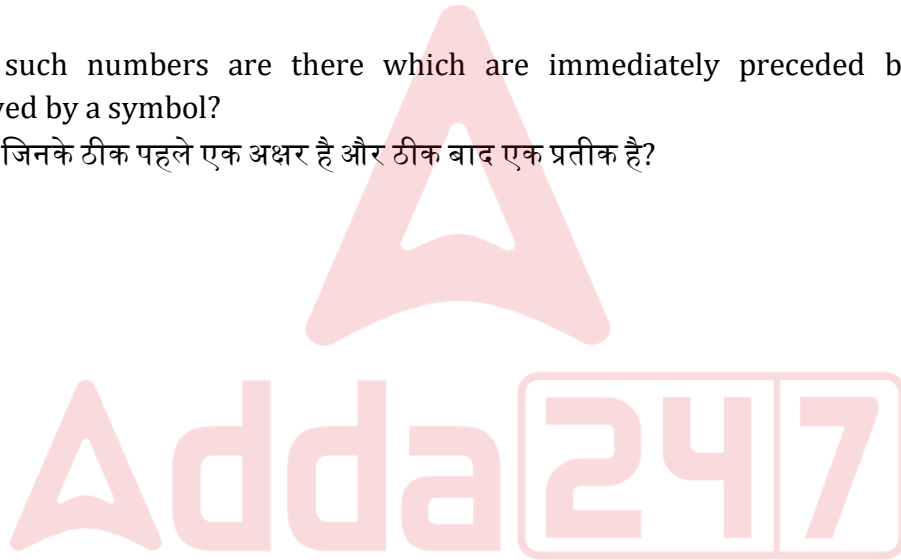 such numbers are there which are immediately preceded b
ved by a symbol?
जिनके ठीक पहले एक अक्षर है और ठीक बाद एक प्रतीक है?
Adda247